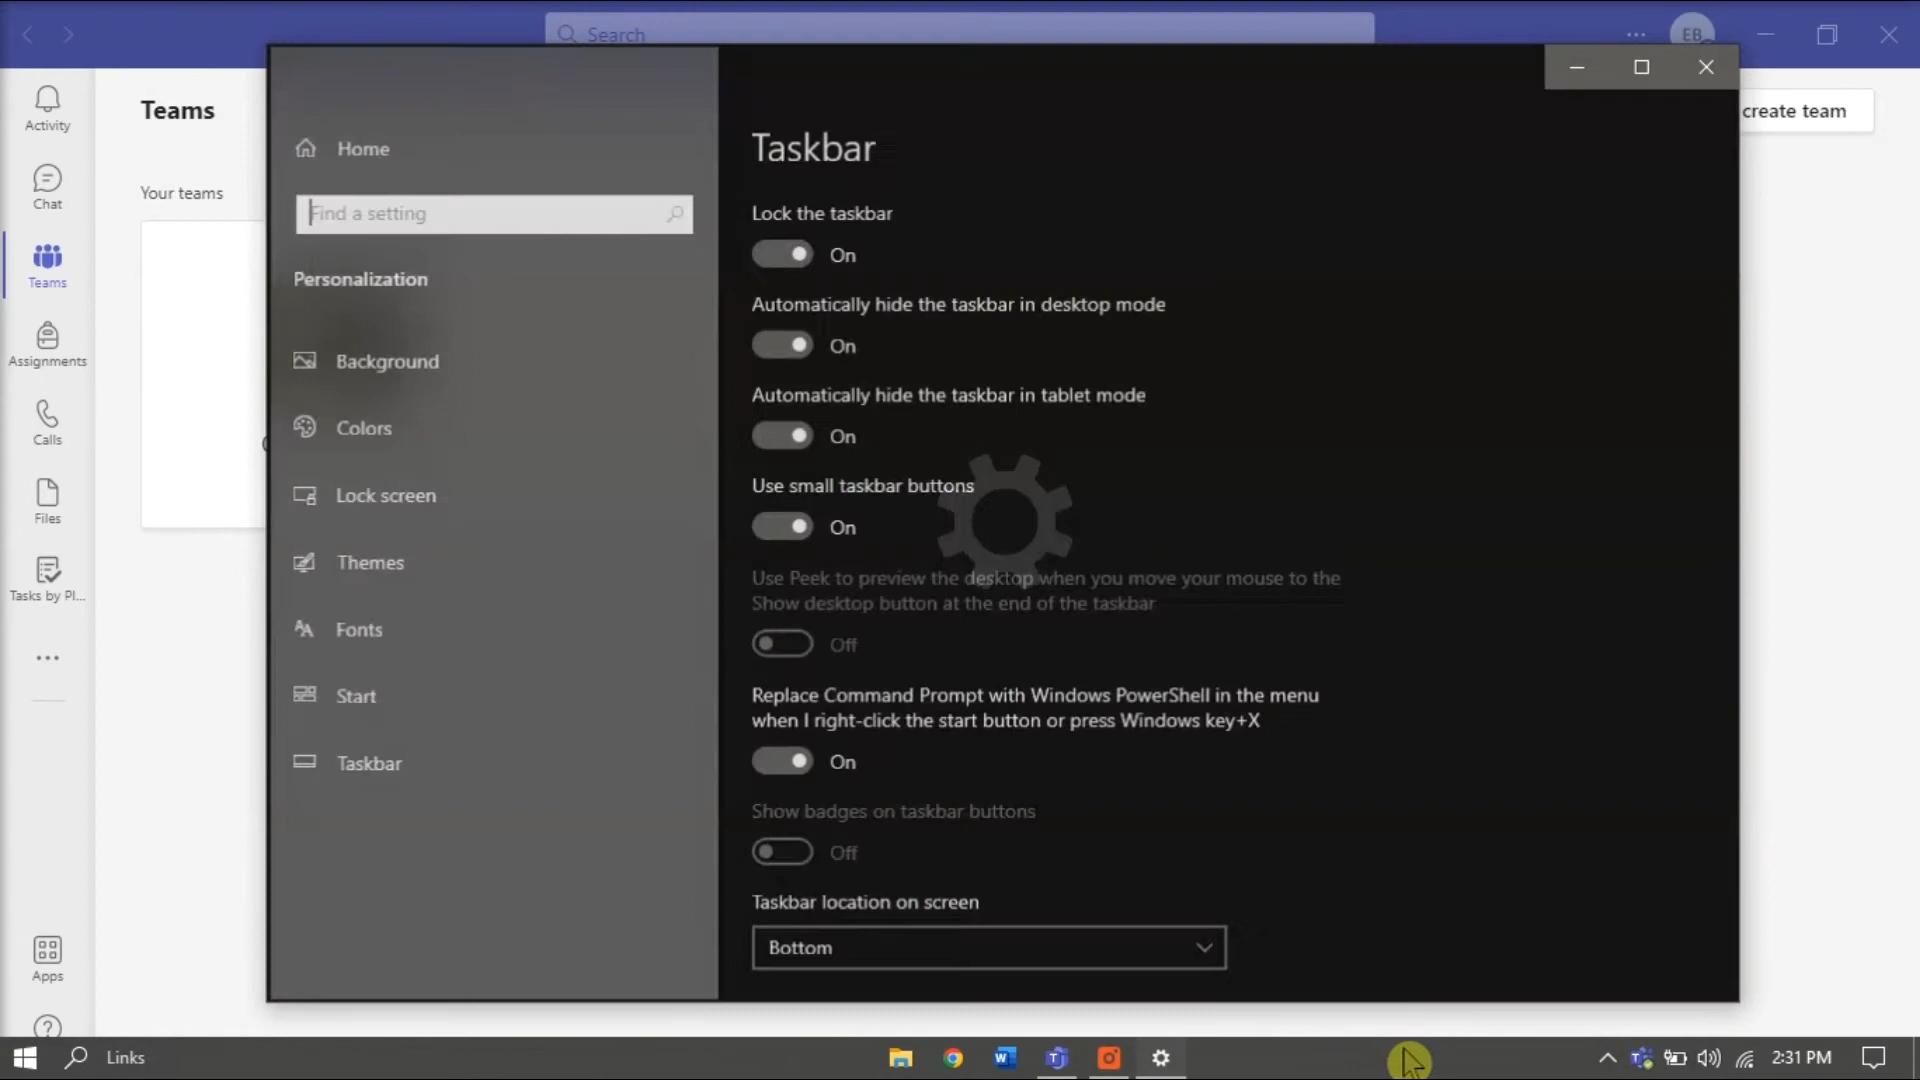 Search
EB
Activity
Chat
Teams
Assignments
Calls
Files
Tasks by Pl...
Apps
Teams
Your teams
create team
Home
Find a setting
Personalization
Background
Colors
Lock screen
Themes
Fonts
Start
Taskbar
Taskbar
Lock the taskbar
On
Automatically hide the taskbar in desktop mode
On
Automatically hide the taskbar in tablet mode
On
Use small taskbar buttons
On
Use Peek to preview the desktop when you move your mouse to the
Show desktop button at the end of the taskbar
Off
Replace Command Prompt with Windows PowerShell in the menu
when I right-click the start button or press Windows key+X
On
Show badges on taskbar buttons
Off
Taskbar location on screen
Bottom
Links
2:31 PM